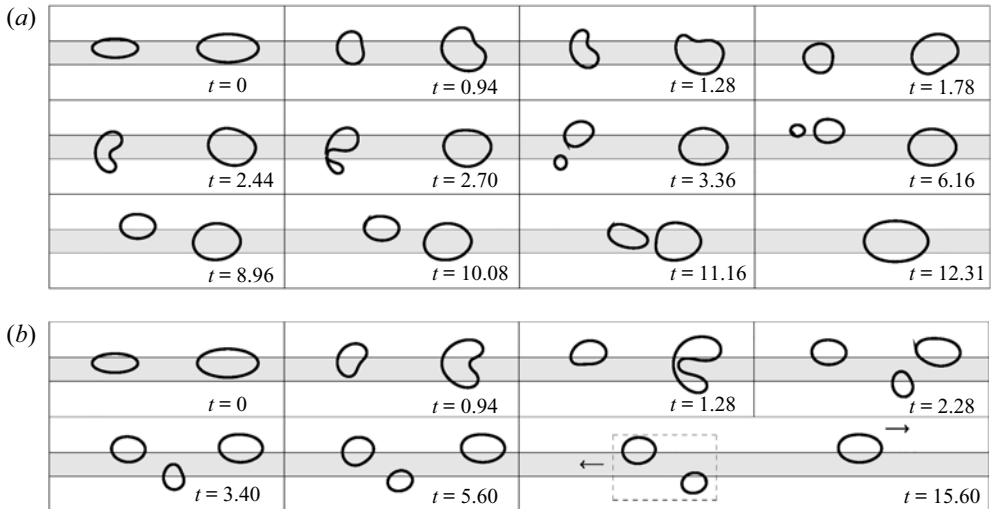 (a)
t = 0 t = 0.94 t = 1.28 t = 1.78
t = 2.44 t = 2.70 t = 3.36 t = 6.16
t = 8.96 t = 10.08 t = 11.16 t = 12.31
(b)
t = 0 t = 0.94 t = 1.28 t = 2.28
t = 3.40 t = 5.60 t = 15.60